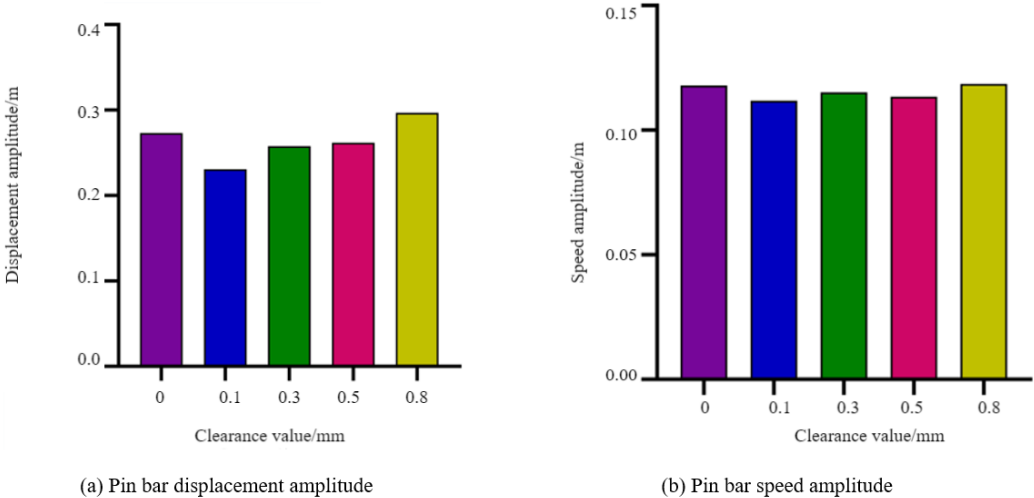 0.4
0.3
0.2
0.1
0.0
Displacement amplitude/m
0 0.1 0.3 0.5 0.8
Clearance value/mm
(a) Pin bar displacement amplitude
0.15
0.10
0.05
0.00
Speed amplitude/m
0 0.1 0.3 0.5 0.8
Clearance value/mm
(b) Pin bar speed amplitude